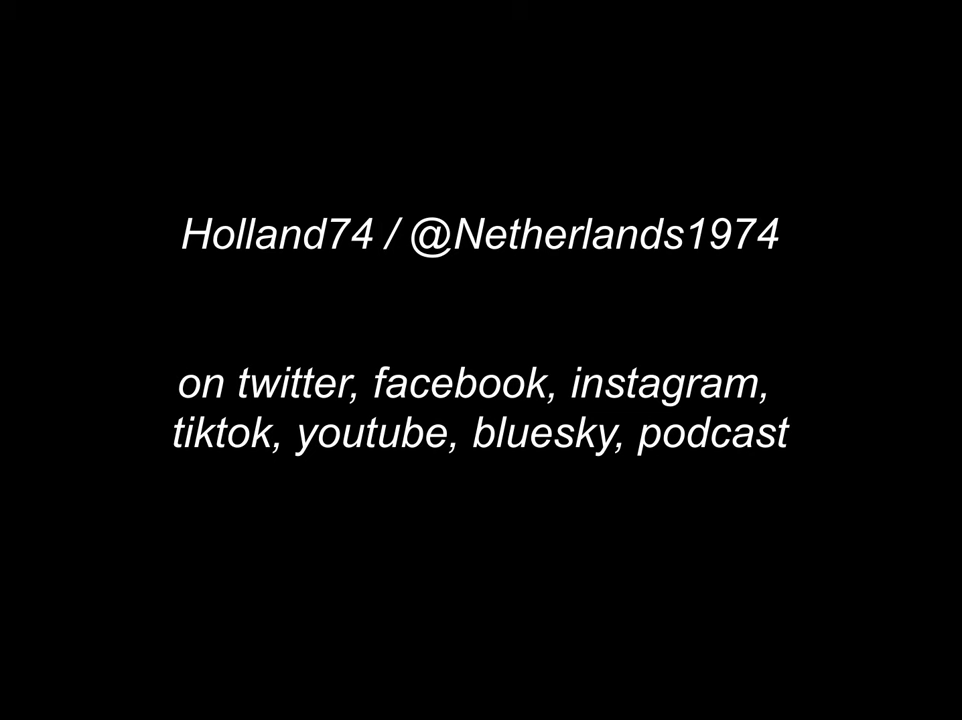 Holland74 / @Netherlands1974
on twitter, facebook, instagram,
tiktok, youtube, bluesky, podcast